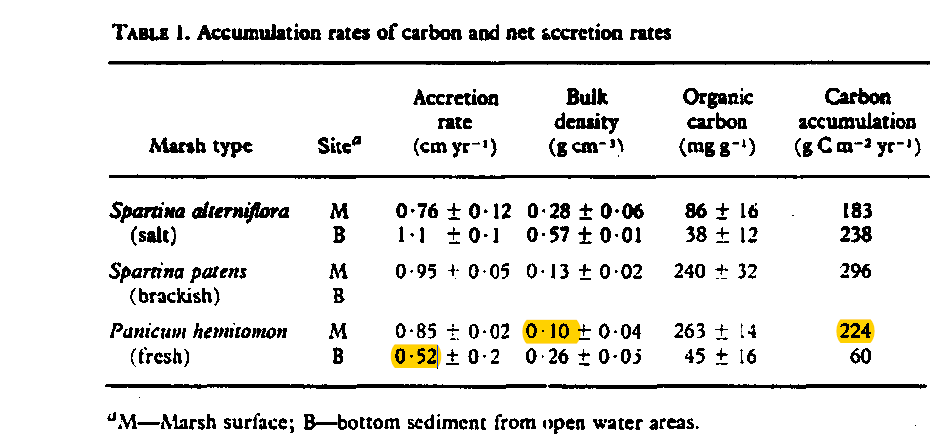 TABLE 1. Accumulation rates of carbon and net accretion rates
Accretion Bulk Organic Carbon
rate density carbon accumulation
Marsh type Siteᵃ (cm yr⁻¹) (g cm⁻³) (mg g⁻¹) (g C m⁻² yr⁻¹)
Spartina alterniflora M 0·76 ± 0·12 0·28 ± 0·06 86 ± 16 183
(salt) B 1·1 ± 0·1 0·57 ± 0·01 38 ± 12 238
Spartina patens M 0·95 ± 0·05 0·13 ± 0·02 240 ± 32 296
(brackish) B
Panicum hemitomon M 0·85 ± 0·02 0·10 ± 0·04 263 ± 14 224
(fresh) B 0·52 ± 0·2 0·26 ± 0·05 45 ± 16 60
ᵃM—Marsh surface; B—bottom sediment from open water areas.